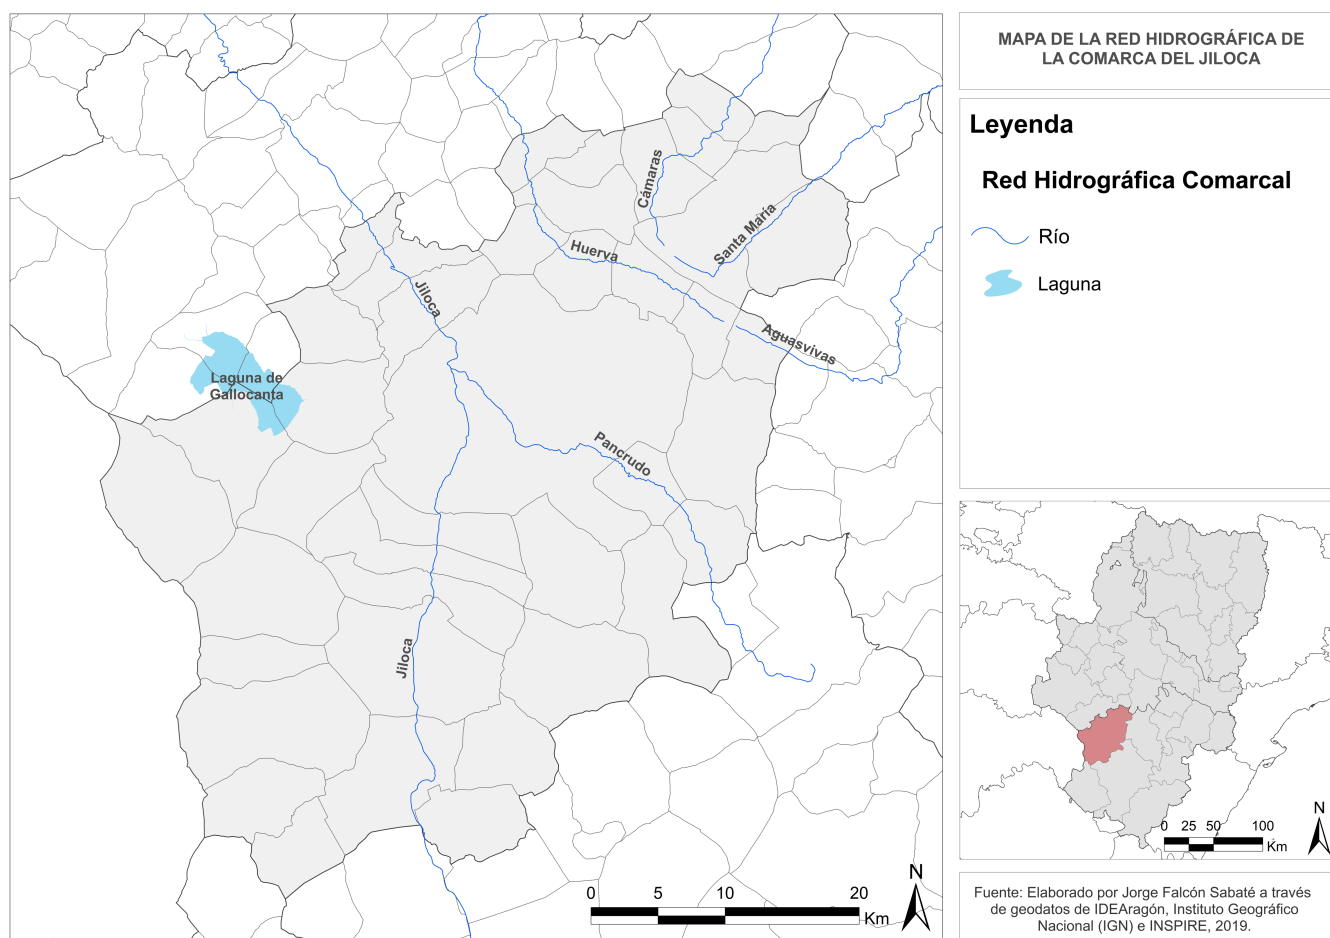 MAPA DE LA RED HIDROGRÁFICA DE
LA COMARCA DEL JILOCA
Leyenda
Red Hidrográfica Comarcal
Río
Laguna
Cámaras
Santa María
Huerva
Jiloca
Aguasvivas
Laguna de
Gallocanta
Pancrudo
Jiloca
N
0 5 10 20
Km
N
0 25 50 100
Km
Fuente: Elaborado por Jorge Falcón Sabaté a través
de geodatos de IDEAragón, Instituto Geográfico
Nacional (IGN) e INSPIRE, 2019.